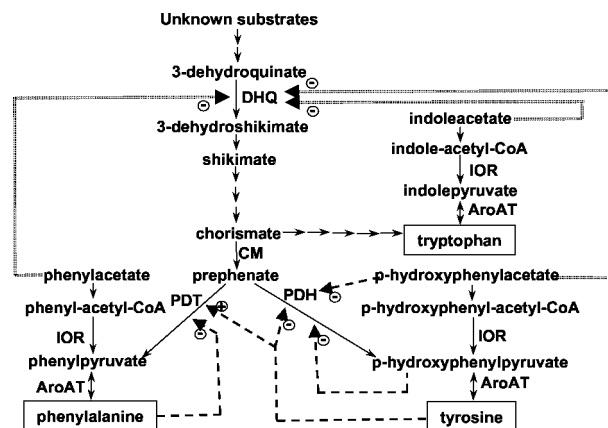 Unknown substrates
3-dehydroquinate
⊖
DHQ
⊖
⊖
3-dehydroshikimate
indoleacetate
shikimate
indole-acetyl-CoA
IOR
indolepyruvate
AroAT
chorismate
tryptophan
CM
phenylacetate
prephenate
p-hydroxyphenylacetate
PDT
⊕
PDH
⊖
phenyl-acetyl-CoA
p-hydroxyphenyl-acetyl-CoA
⊖
⊖
⊖
IOR
IOR
phenylpyruvate
p-hydroxyphenylpyruvate
AroAT
AroAT
phenylalanine
tyrosine